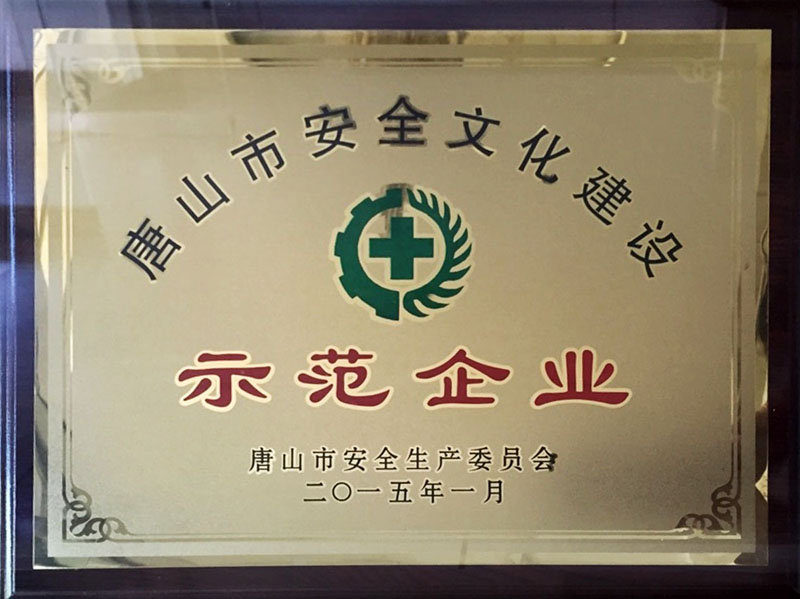 唐山市安全文化建设
示范企业
唐山市安全生产委员会
二〇一五年一月